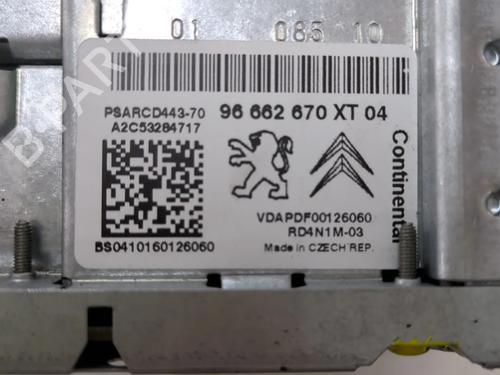 01 085 10
PSARCD443-70 96 662 670 XT 04
A2C53284717
Continental
VDAPDF00126060
RD4N1M-03
BS0410160126060 Made in CZECH REP.
B-PARTS